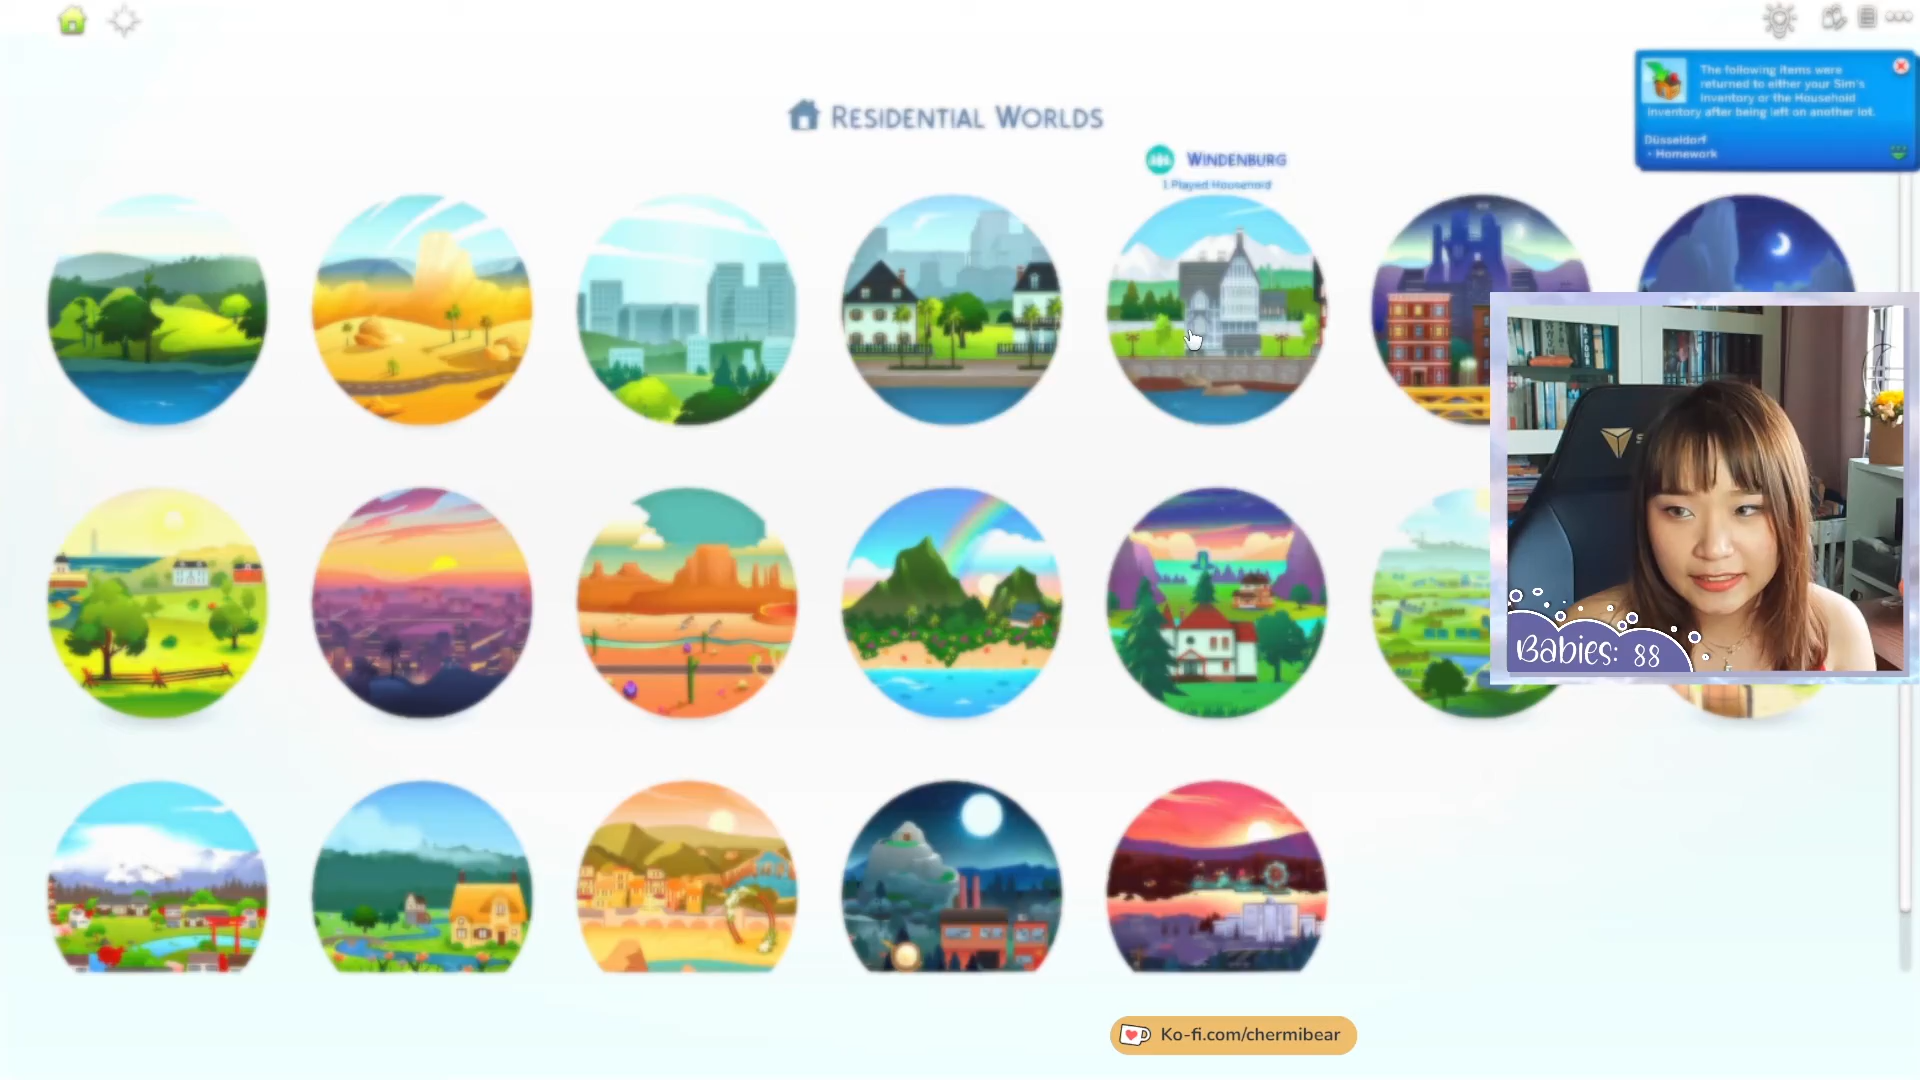 RESIDENTIAL WORLDS
The following items were
returned to either your Sim's
Inventory or the Household
inventory after being left on another lot.
Düsseldorf
- Homework
WINDENBURG
1 Played Household
Babies: 88
Ko-fi.com/chermibear